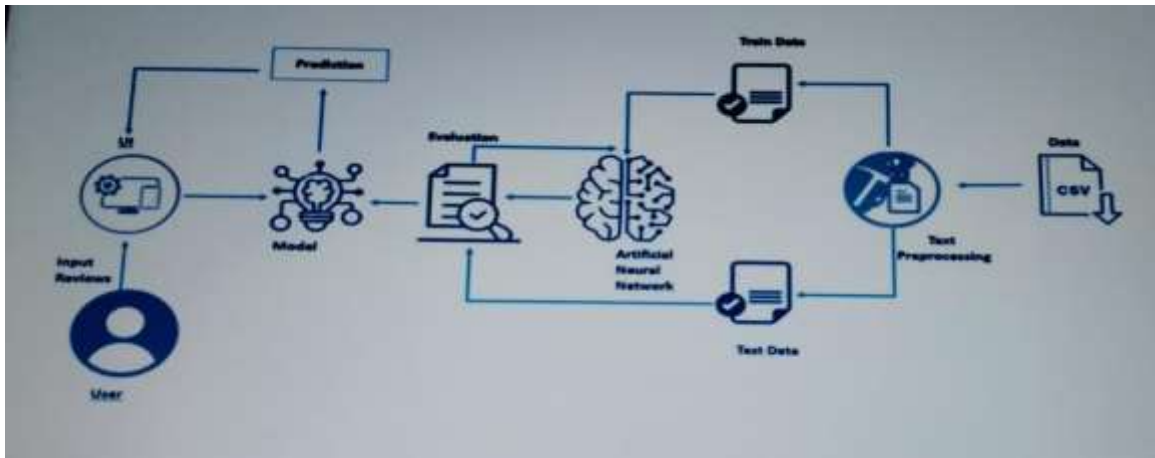 Train Data
Prediction
Evaluation
UI
Data
CSV
Model
Text
Preprocessing
Input
Reviews
Artificial
Neural
Network
Test Data
User